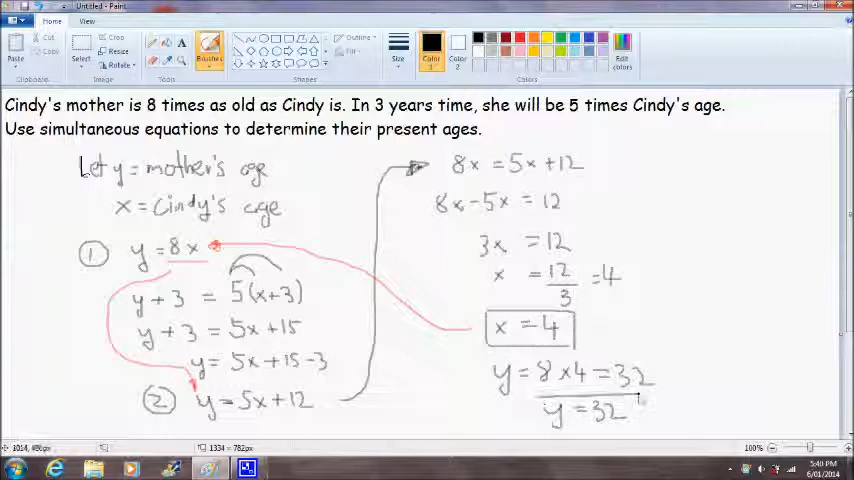 Untitled - Paint
Home
View
Cut
Copy
Paste
Clipboard
Crop
Resize
Rotate
Select
Image
A
Tools
Brushes
Outline
Fill
Shapes
Size
Color
1
Color
2
Edit
colors
Colors
Cindy's mother is 8 times as old as Cindy is. In 3 years time, she will be 5 times Cindy's age.
Use simultaneous equations to determine their present ages.
Let y = mother's age
x = Cindy's age
① y = 8x
y + 3 = 5(x+3)
y + 3 = 5x + 15
y = 5x + 15 - 3
② y = 5x + 12
8x = 5x + 12
8x - 5x = 12
3x = 12
x = 12/3 = 4
x = 4
y = 8 x 4 = 32
y = 32
1334 × 782px
100%
5:40 PM
6/01/2014